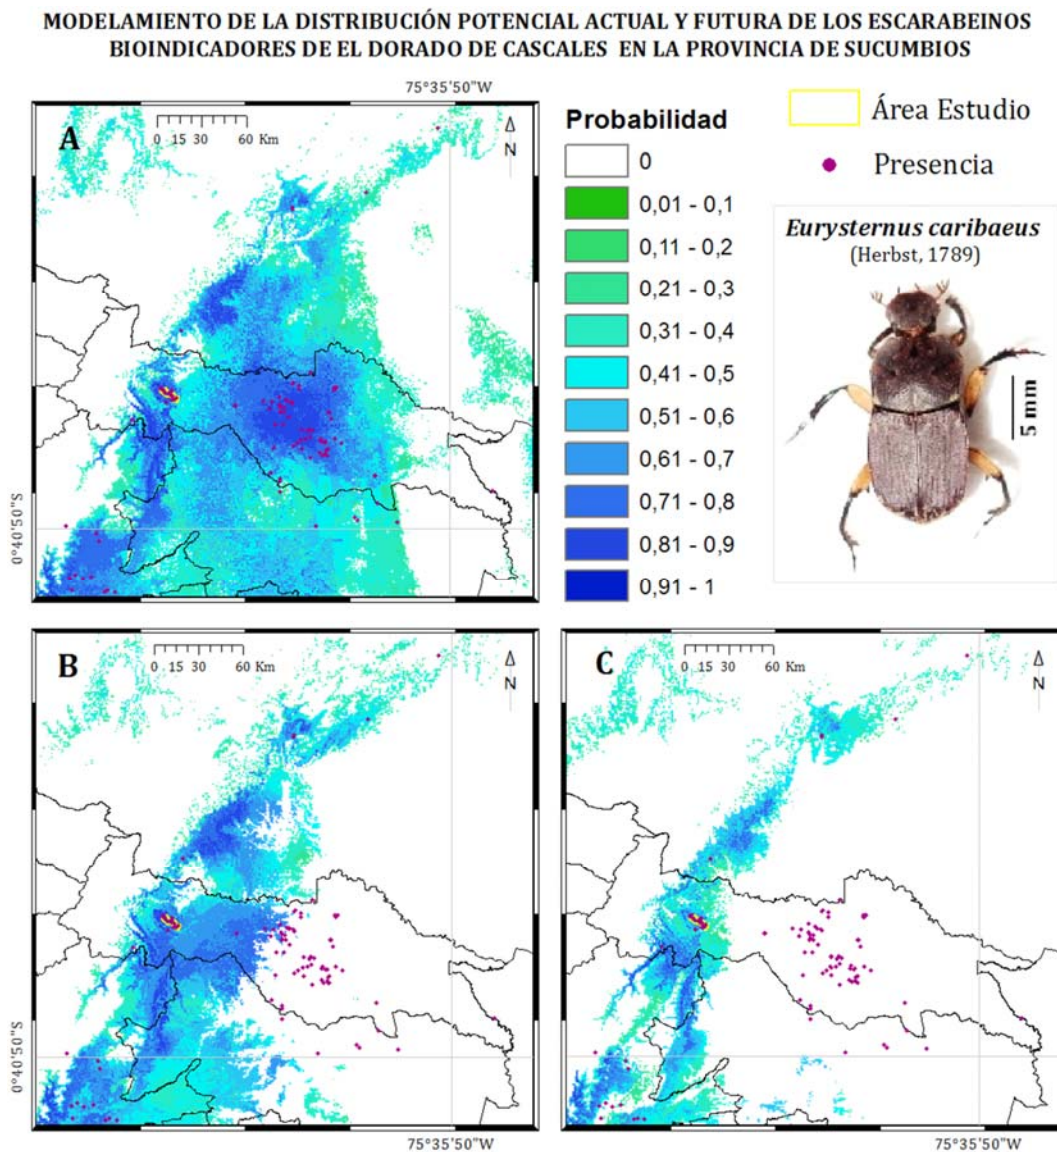 MODELAMIENTO DE LA DISTRIBUCIÓN POTENCIAL ACTUAL Y FUTURA DE LOS ESCARABEINOS
BIOINDICADORES DE EL DORADO DE CASCALES EN LA PROVINCIA DE SUCUMBIOS
75°35'50"W
A
0 15 30 60 Km
N
0°40'50"S
Probabilidad
0
0,01 - 0,1
0,11 - 0,2
0,21 - 0,3
0,31 - 0,4
0,41 - 0,5
0,51 - 0,6
0,61 - 0,7
0,71 - 0,8
0,81 - 0,9
0,91 - 1
Área Estudio
Presencia
Eurysternus caribaeus
(Herbst, 1789)
5 mm
B
0 15 30 60 Km
N
0°40'50"S
75°35'50"W
C
0 15 30 60 Km
N
75°35'50"W